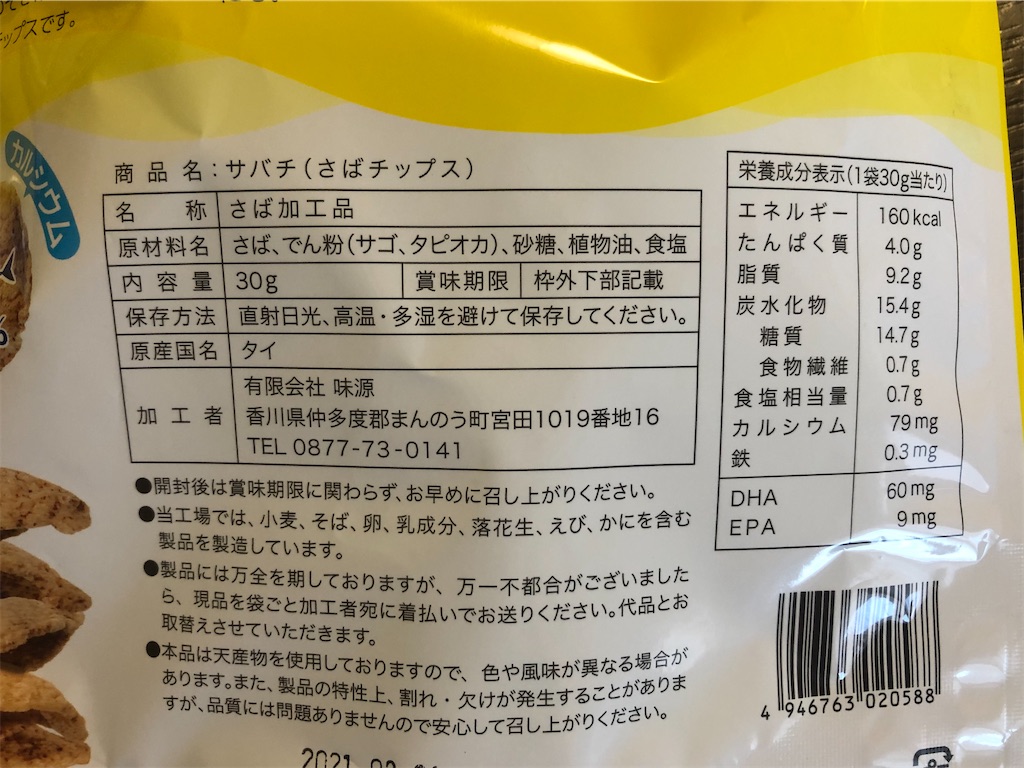 ップスです。
カルシウム
商品名：サバチ（さばチップス）
名称 さば加工品
原材料名 さば、でん粉（サゴ、タピオカ）、砂糖、植物油、食塩
内容量 30g 賞味期限 枠外下部記載
保存方法 直射日光、高温・多湿を避けて保存してください。
原産国名 タイ
加工者 有限会社 味源
香川県仲多度郡まんのう町宮田1019番地16
TEL 0877-73-0141
●開封後は賞味期限に関わらず、お早めに召し上がりください。
●当工場では、小麦、そば、卵、乳成分、落花生、えび、かにを含む
製品を製造しています。
●製品には万全を期しておりますが、万一不都合がございました
ら、現品を袋ごと加工者宛に着払いでお送りください。代品とお
取替えさせていただきます。
●本品は天産物を使用しておりますので、色や風味が異なる場合が
あります。また、製品の特性上、割れ・欠けが発生することがありま
すが、品質には問題ありませんので安心して召し上がりください。
栄養成分表示（1袋30g当たり）
エネルギー 160kcal
たんぱく質 4.0g
脂質 9.2g
炭水化物 15.4g
糖質 14.7g
食物繊維 0.7g
食塩相当量 0.7g
カルシウム 79mg
鉄 0.3mg
DHA 60mg
EPA 9mg
4 946763 020588
2021